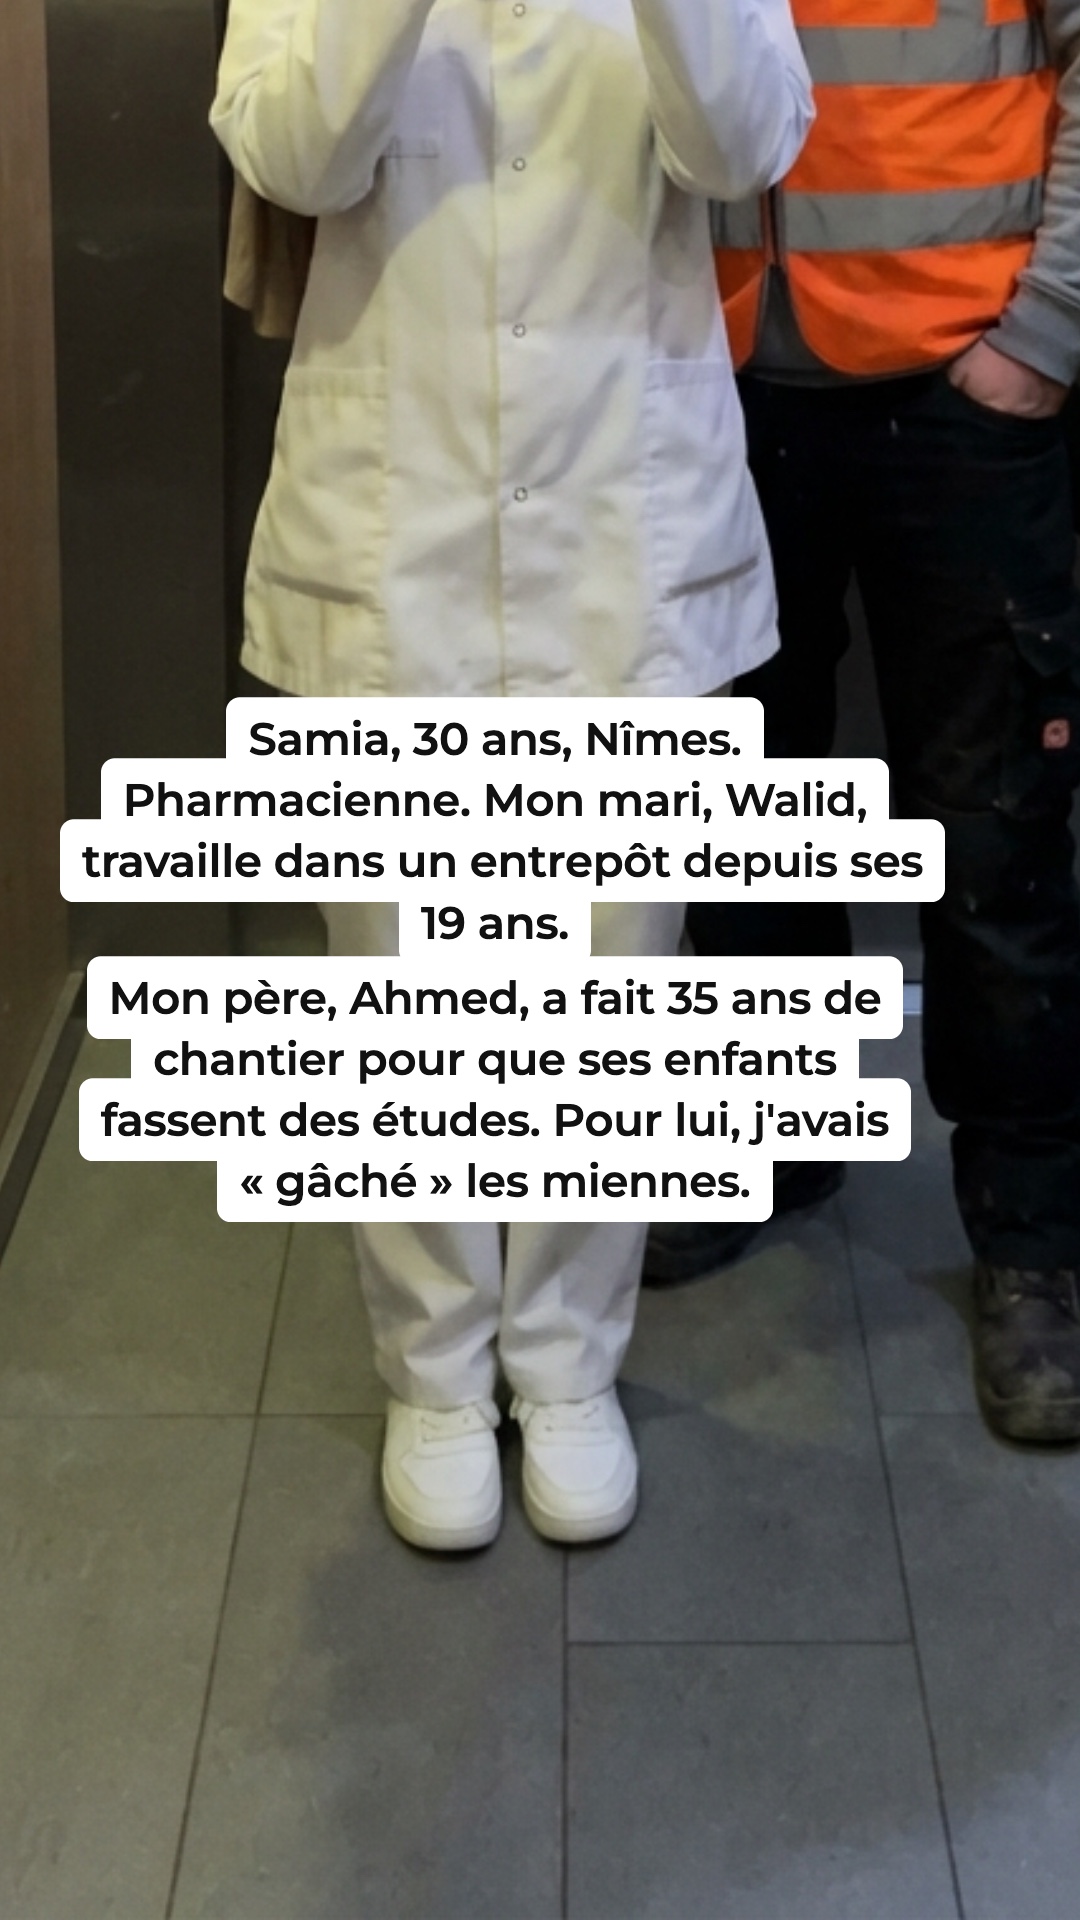 Samia, 30 ans, Nîmes.
Pharmacienne. Mon mari, Walid,
travaille dans un entrepôt depuis ses
19 ans.
Mon père, Ahmed, a fait 35 ans de
chantier pour que ses enfants
fassent des études. Pour lui, j'avais
« gâché » les miennes.